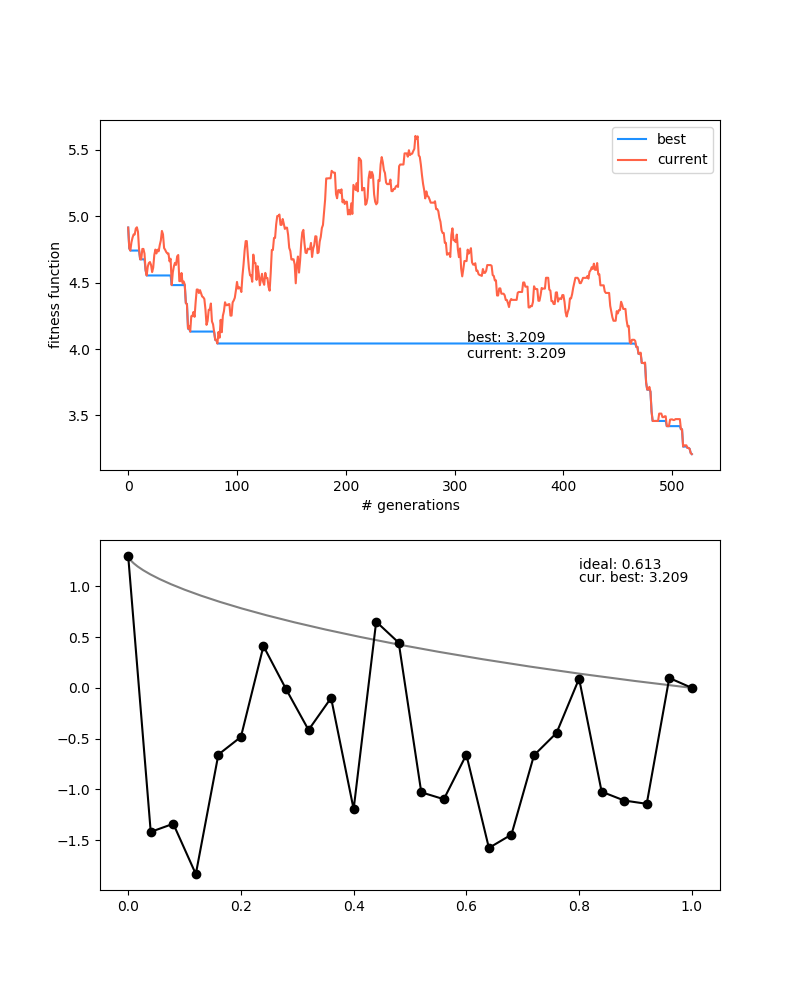 best
current
5.5
5.0
4.5
4.0
3.5
fitness function
best: 3.209
current: 3.209
0 100 200 300 400 500
# generations
ideal: 0.613
cur. best: 3.209
1.0
0.5
0.0
−0.5
−1.0
−1.5
0.0 0.2 0.4 0.6 0.8 1.0